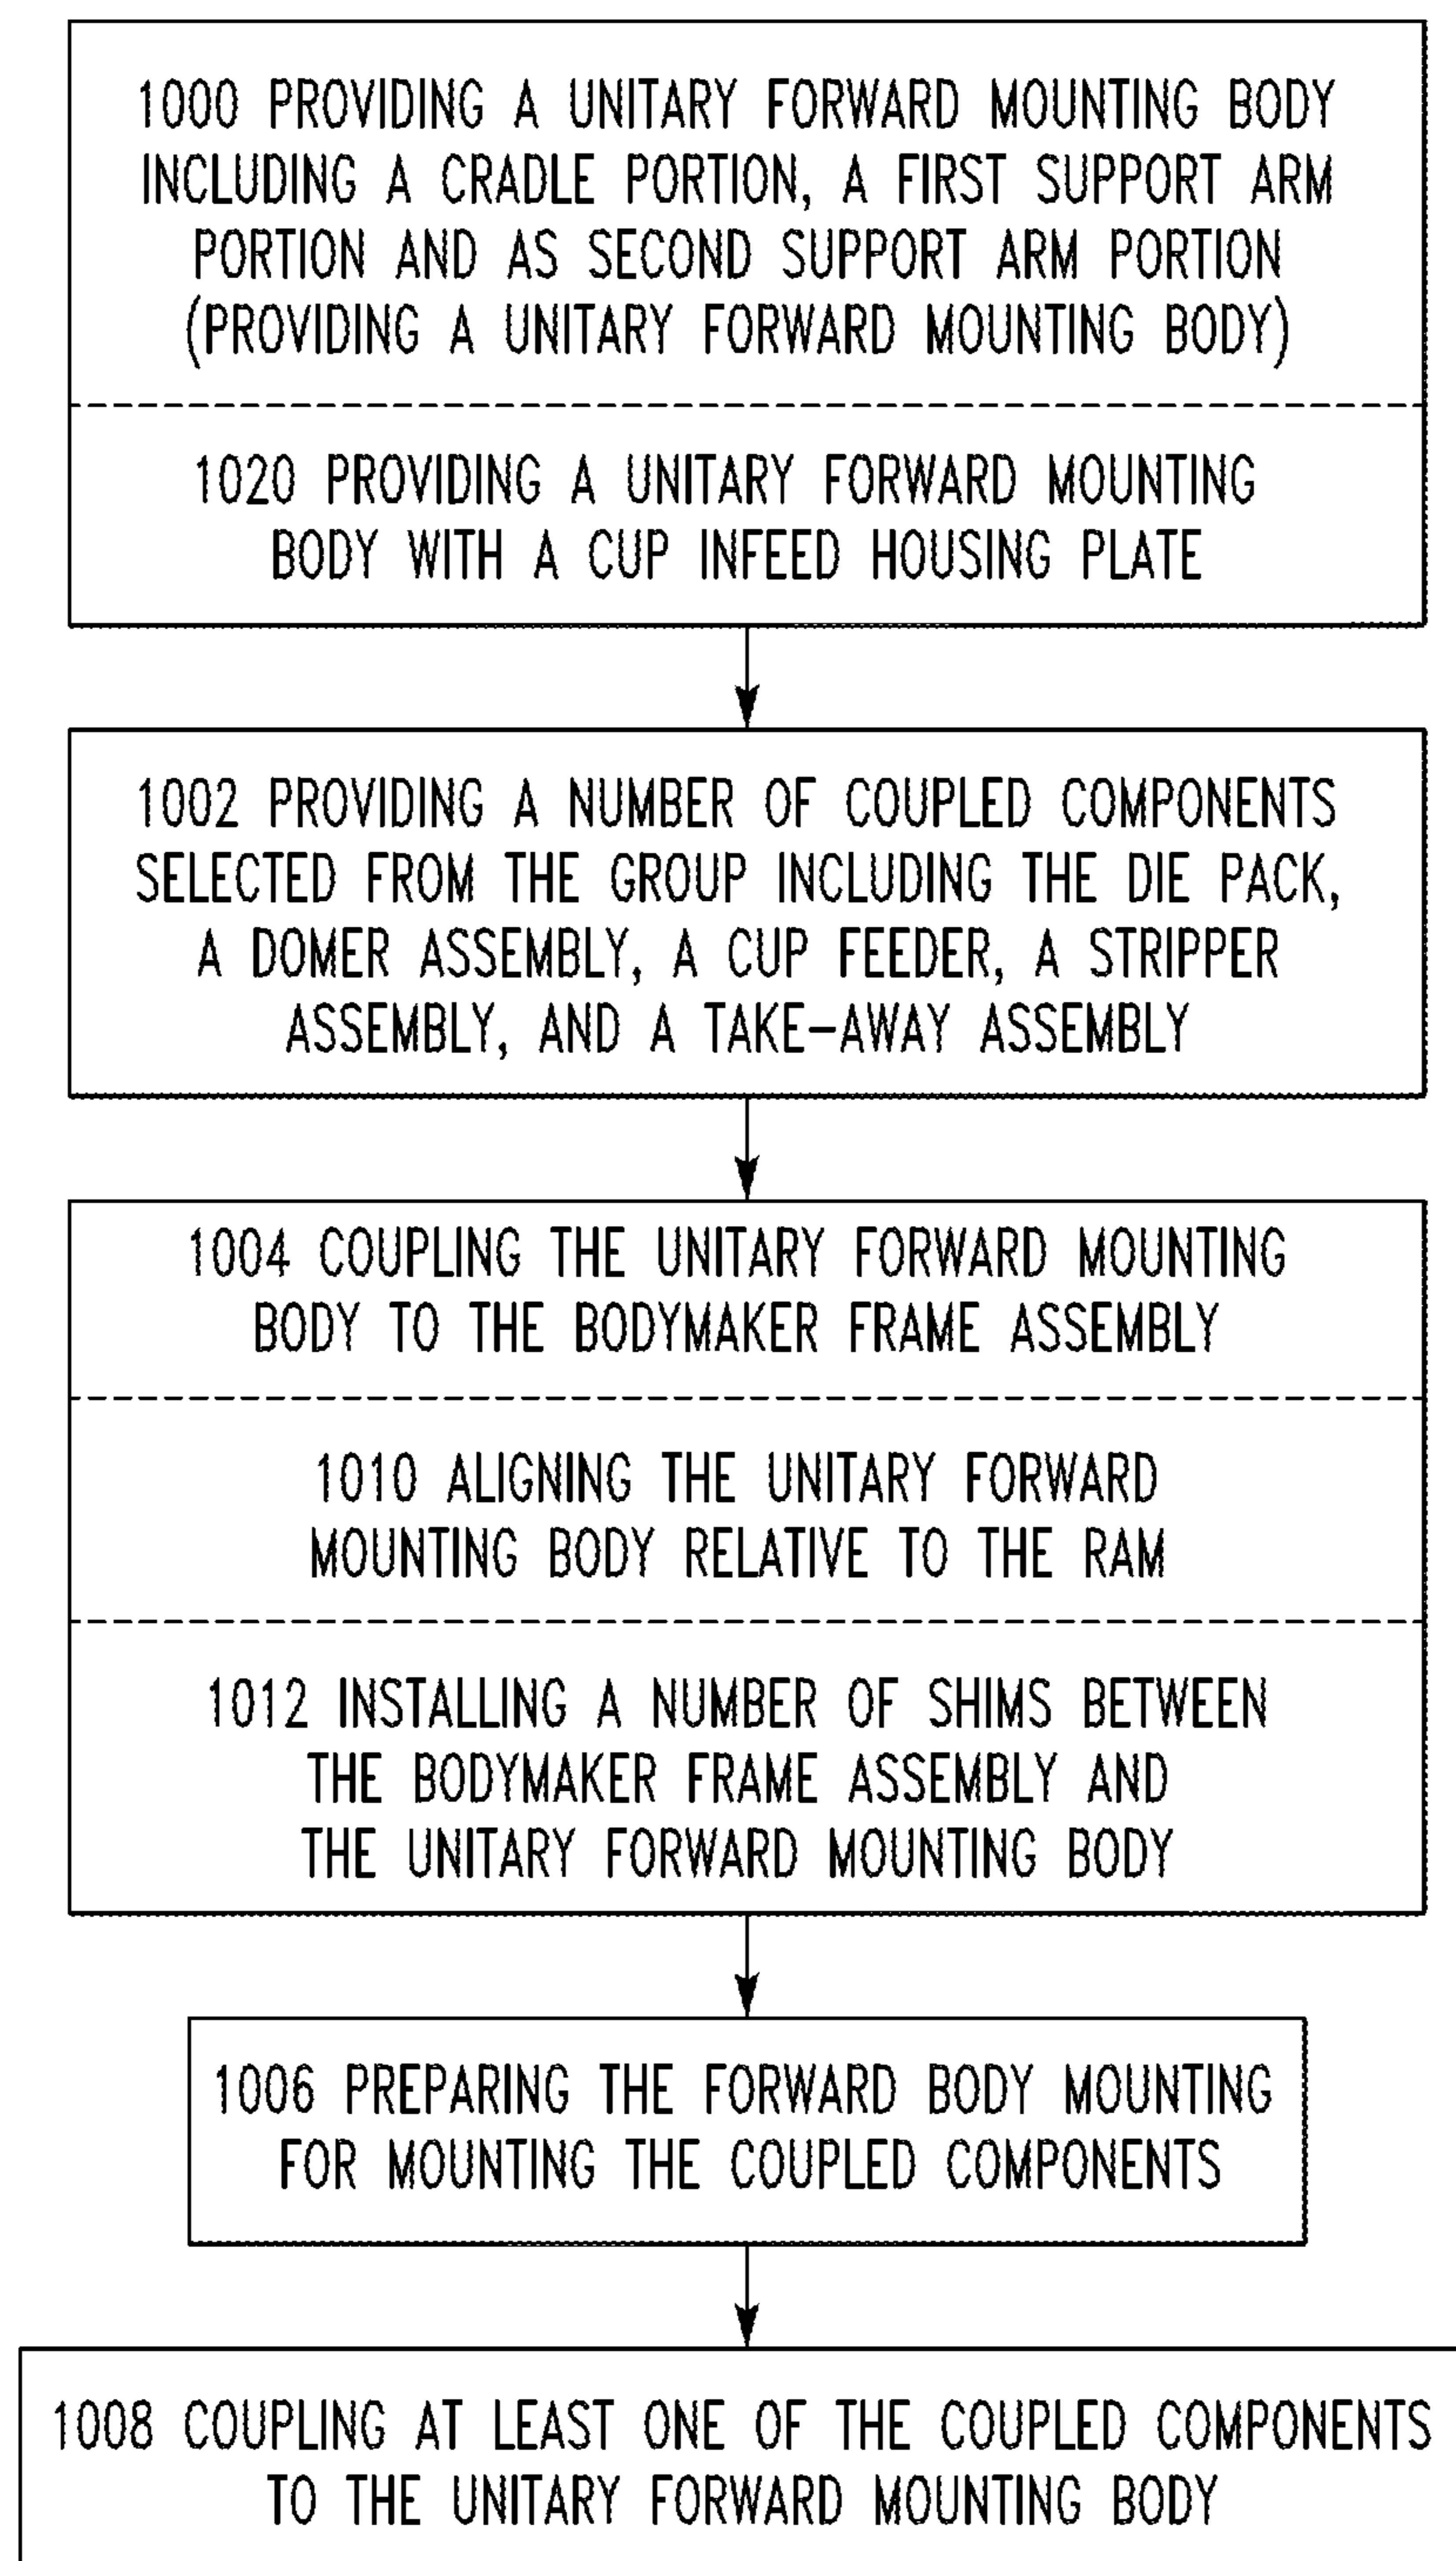 1000 PROVIDING A UNITARY FORWARD MOUNTING BODY
INCLUDING A CRADLE PORTION, A FIRST SUPPORT ARM
PORTION AND AS SECOND SUPPORT ARM PORTION
(PROVIDING A UNITARY FORWARD MOUNTING BODY)
1020 PROVIDING A UNITARY FORWARD MOUNTING
BODY WITH A CUP INFEED HOUSING PLATE
1002 PROVIDING A NUMBER OF COUPLED COMPONENTS
SELECTED FROM THE GROUP INCLUDING THE DIE PACK,
A DOMER ASSEMBLY, A CUP FEEDER, A STRIPPER
ASSEMBLY, AND A TAKE-AWAY ASSEMBLY
1004 COUPLING THE UNITARY FORWARD MOUNTING
BODY TO THE BODYMAKER FRAME ASSEMBLY
1010 ALIGNING THE UNITARY FORWARD
MOUNTING BODY RELATIVE TO THE RAM
1012 INSTALLING A NUMBER OF SHIMS BETWEEN
THE BODYMAKER FRAME ASSEMBLY AND
THE UNITARY FORWARD MOUNTING BODY
1006 PREPARING THE FORWARD BODY MOUNTING
FOR MOUNTING THE COUPLED COMPONENTS
1008 COUPLING AT LEAST ONE OF THE COUPLED COMPONENTS
TO THE UNITARY FORWARD MOUNTING BODY